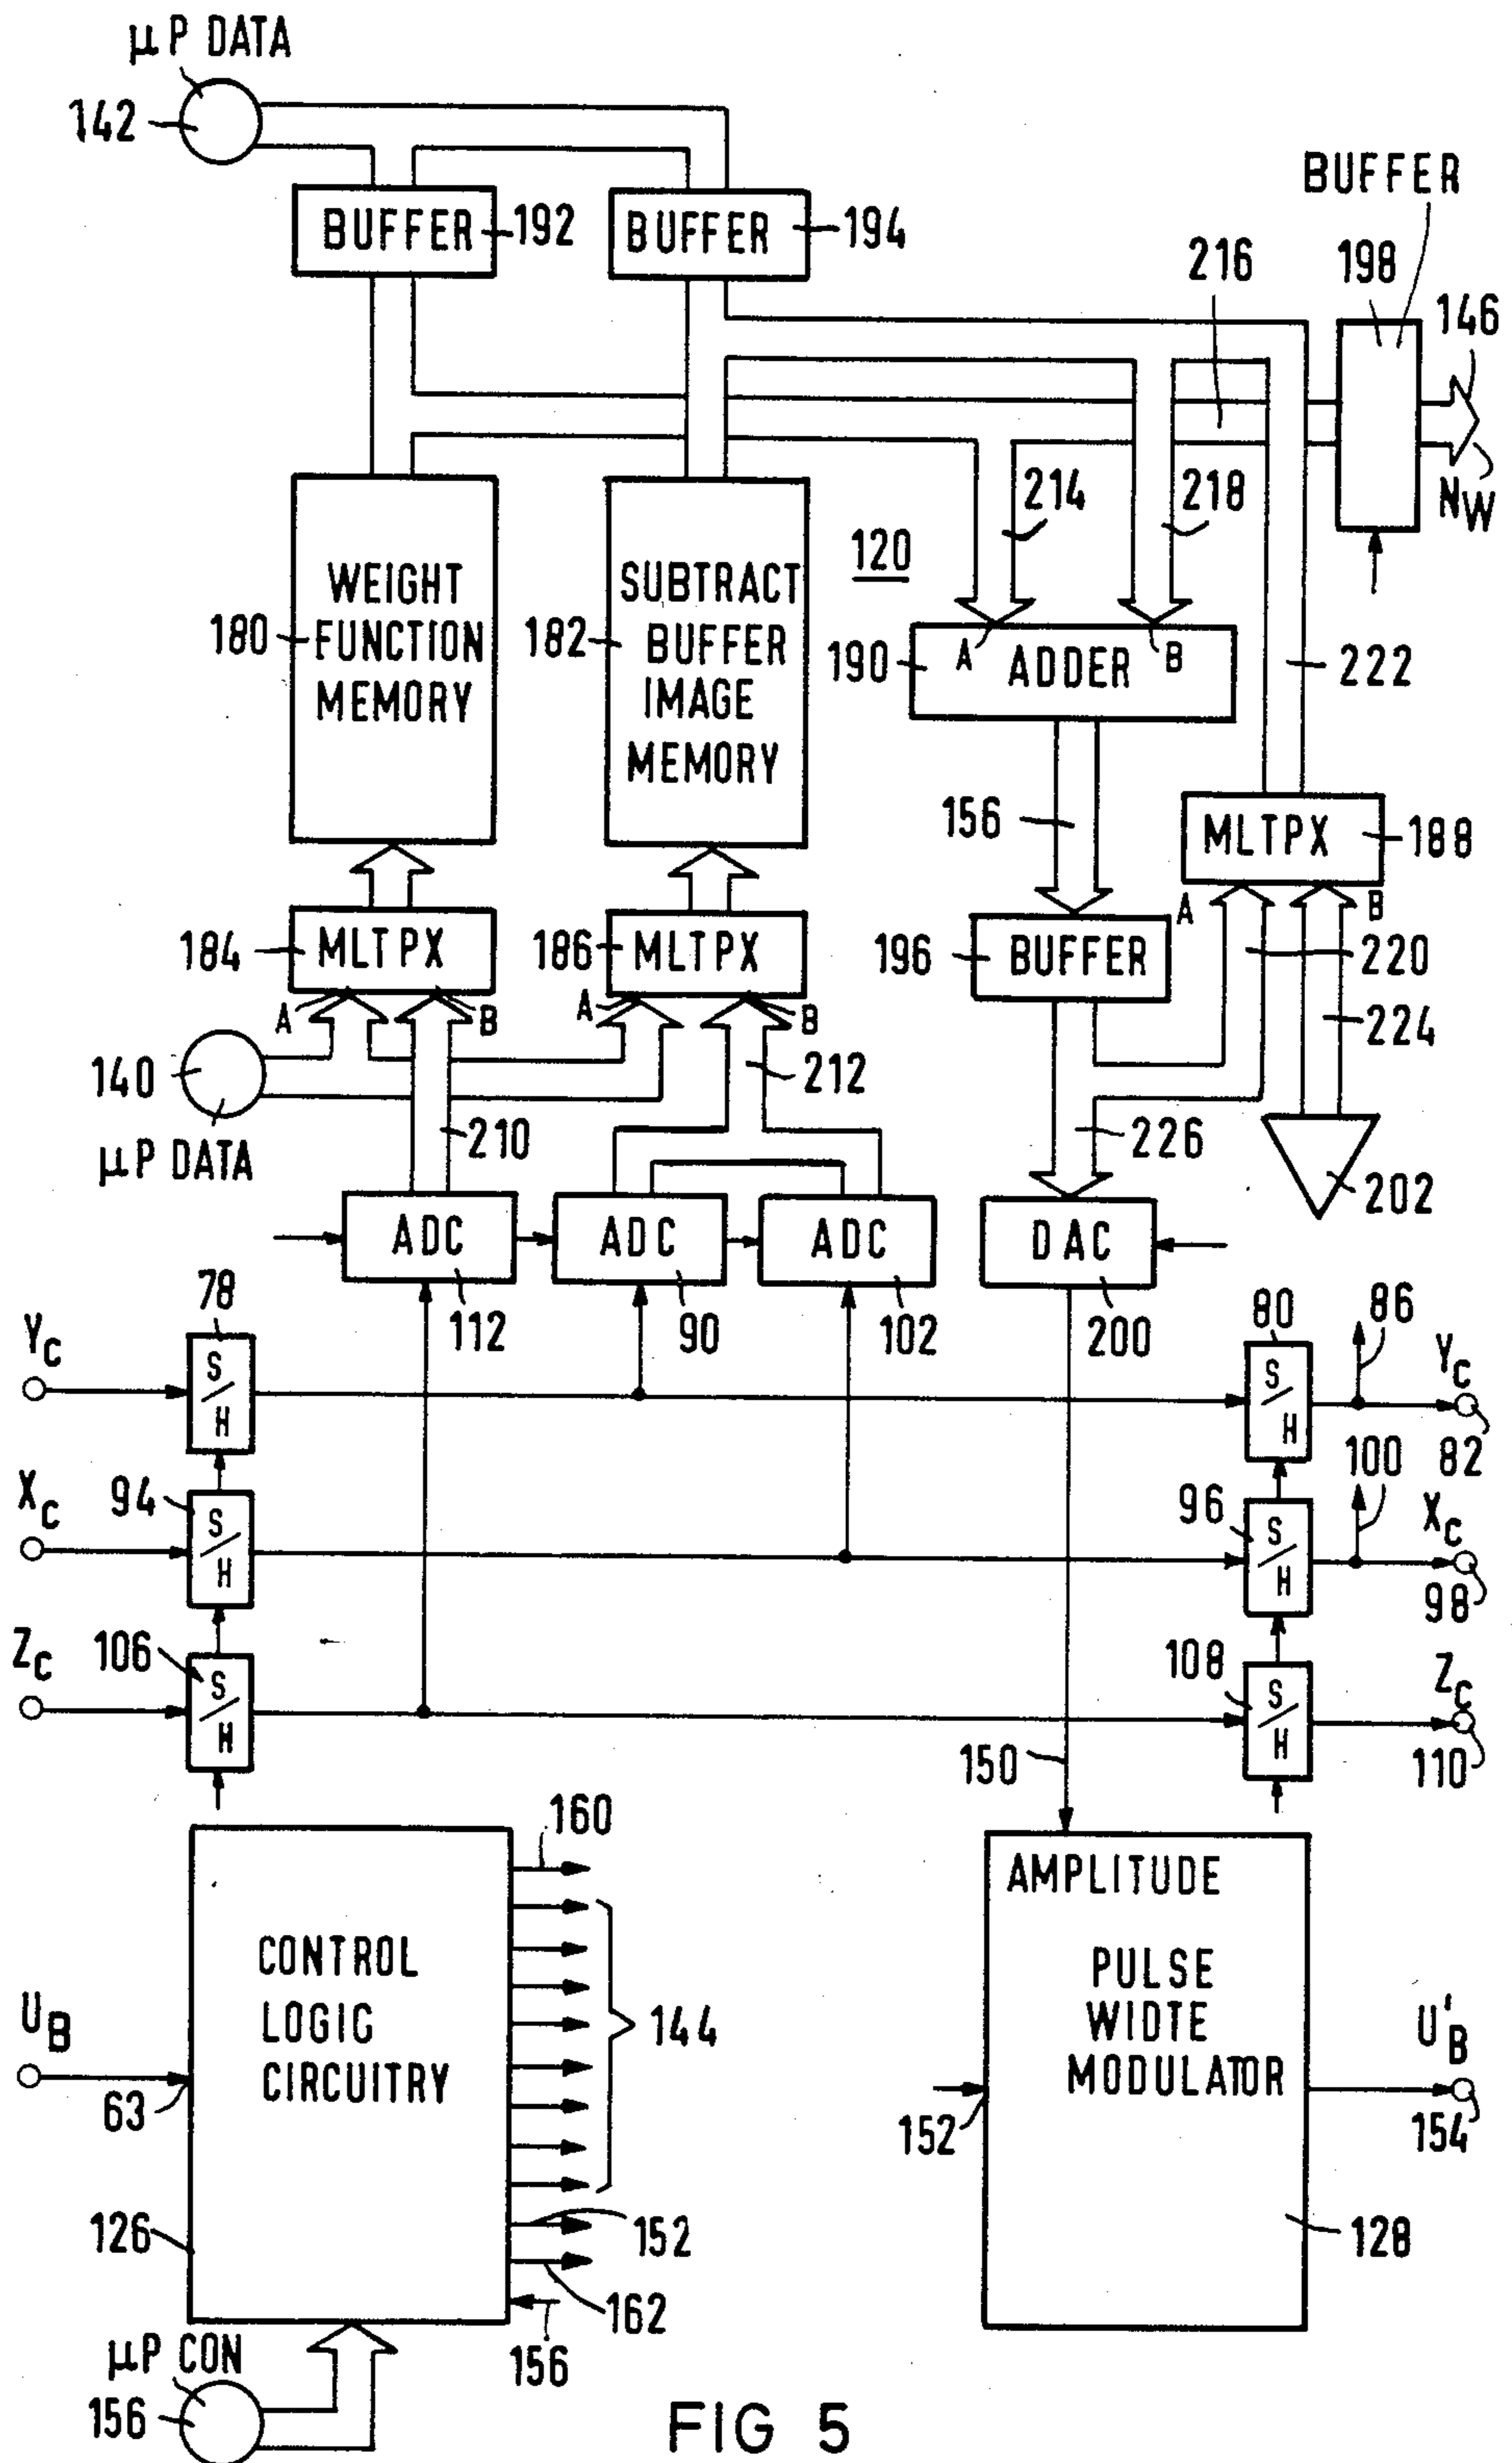 μP DATA
142
BUFFER
BUFFER 192
BUFFER 194
216
198
146
NW
214
218
120
WEIGHT
FUNCTION
MEMORY
180
SUBTRACT
BUFFER
IMAGE
MEMORY
182
190
A ADDER B
222
156
MLTPX 188
A B
184 MLTPX
186 MLTPX
196 BUFFER
220
A B
A B
224
140
212
μP DATA
210
226
202
ADC
ADC
ADC
DAC
78
112
90
102
200
80
86
YC
S/H
S/H
YC
82
100
XC
94
S/H
96
S/H
XC
98
ZC
106
S/H
108
S/H
ZC
110
150
160
AMPLITUDE
PULSE
WIDTE
MODULATOR
CONTROL
LOGIC
CIRCUITRY
144
UB
63
152
U'B
154
126
152
128
162
156
μP CON
156
FIG 5